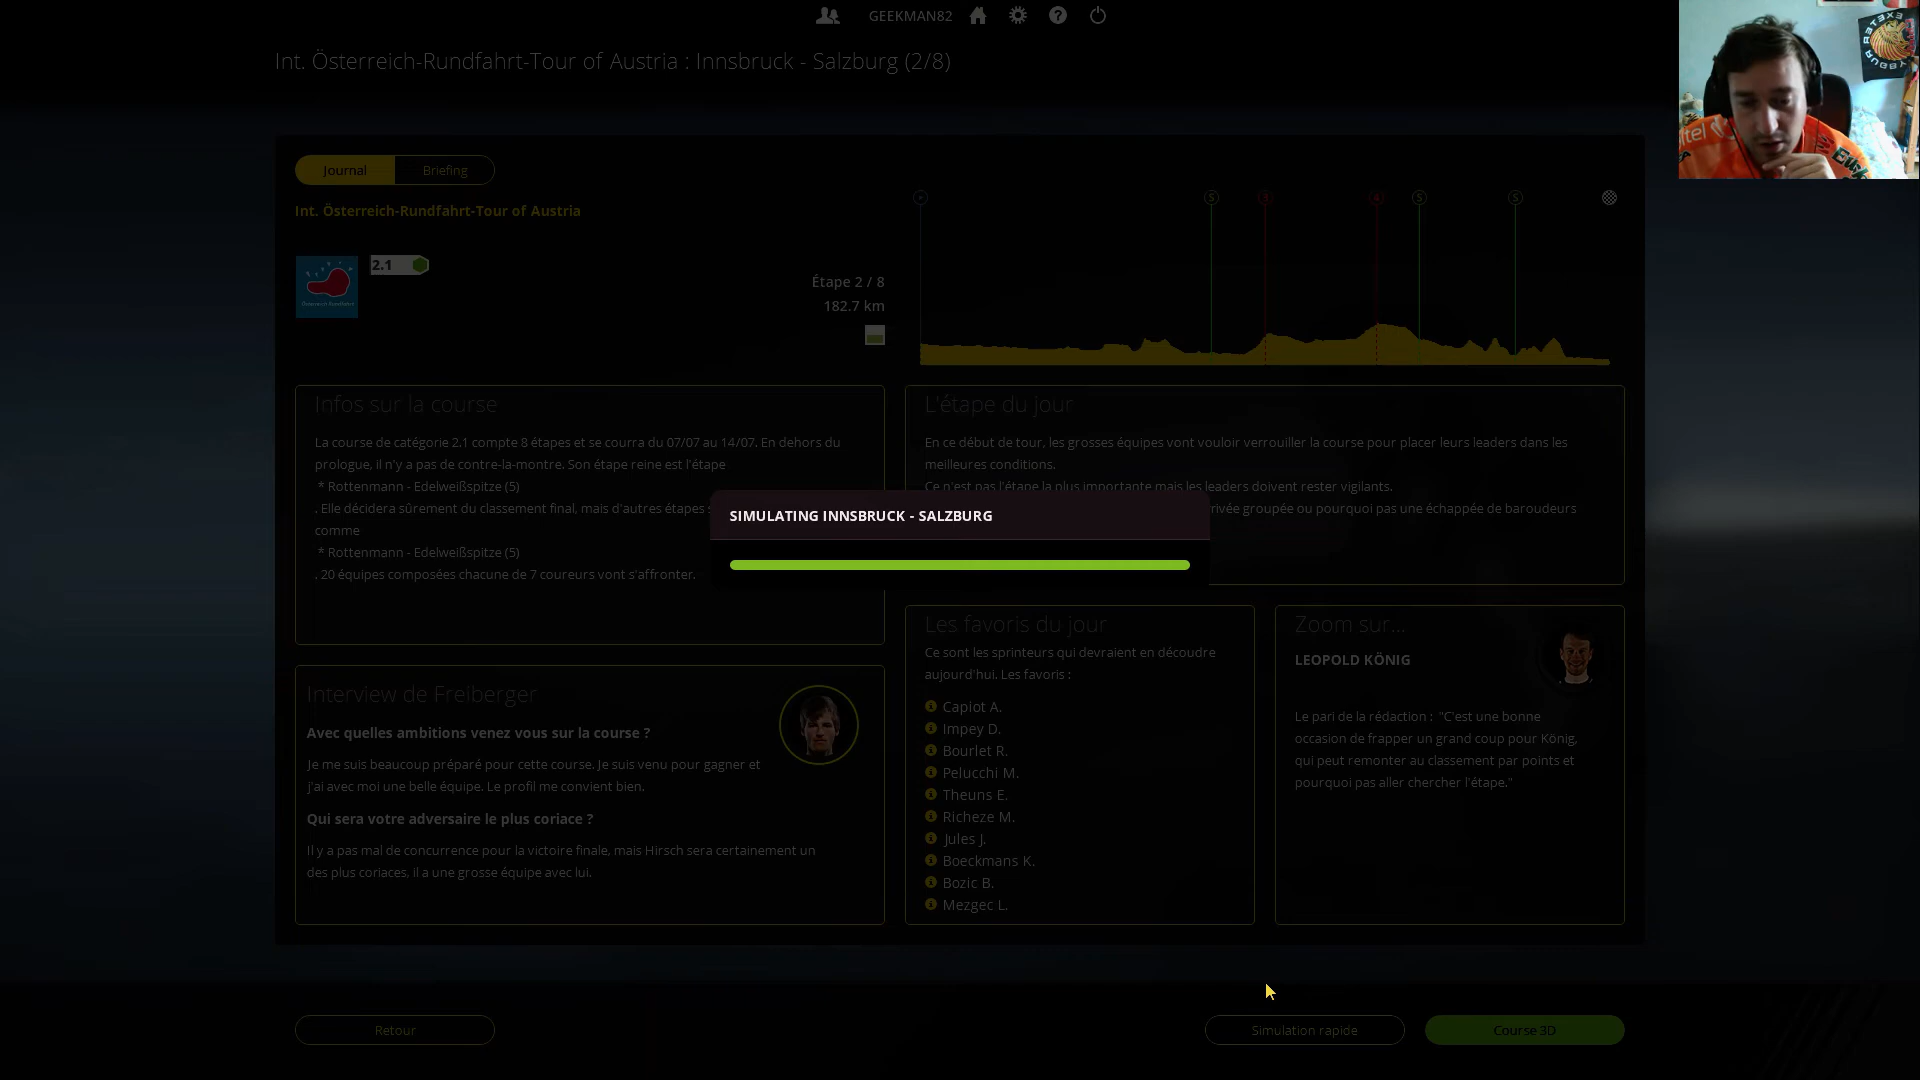 GEEKMAN82
Int. Österreich-Rundfahrt-Tour of Austria : Innsbruck - Salzburg (2/8)
Journal
Briefing
Int. Österreich-Rundfahrt-Tour of Austria
2.1
Étape 2 / 8
182.7 km
S
3
4
S
S
Infos sur la course
La course de catégorie 2.1 compte 8 étapes et se courra du 07/07 au 14/07. En dehors du
prologue, il n'y a pas de contre-la-montre. Son étape reine est l'étape
* Rottenmann - Edelweißspitze (5)
. Elle décidera sûrement du classement final, mais d'autres étapes
comme
* Rottenmann - Edelweißspitze (5)
. 20 équipes composées chacune de 7 coureurs vont s'affronter.
L'étape du jour
En ce début de tour, les grosses équipes vont vouloir verrouiller la course pour placer leurs leaders dans les
meilleures conditions.
Ce n'est pas l'étape la plus importante mais les leaders doivent rester vigilants.
groupée ou pourquoi pas une échappée de baroudeurs
SIMULATING INNSBRUCK - SALZBURG
Interview de Freiberger
Avec quelles ambitions venez vous sur la course ?
Je me suis beaucoup préparé pour cette course. Je suis venu pour gagner et
j'ai avec moi une belle équipe. Le profil me convient bien.
Qui sera votre adversaire le plus coriace ?
Il y a pas mal de concurrence pour la victoire finale, mais Hirsch sera certainement un
des plus coriaces, il a une grosse équipe avec lui.
Les favoris du jour
Ce sont les sprinteurs qui devraient en découdre
aujourd'hui. Les favoris :
Capiot A.
Impey D.
Bourlet R.
Pelucchi M.
Theuns E.
Richeze M.
Jules J.
Boeckmans K.
Bozic B.
Mezgec L.
Zoom sur...
LEOPOLD KÖNIG
Le pari de la rédaction : "C'est une bonne
occasion de frapper un grand coup pour König,
qui peut remonter au classement par points et
pourquoi pas aller chercher l'étape."
Retour
Simulation rapide
Course 3D
EXETER